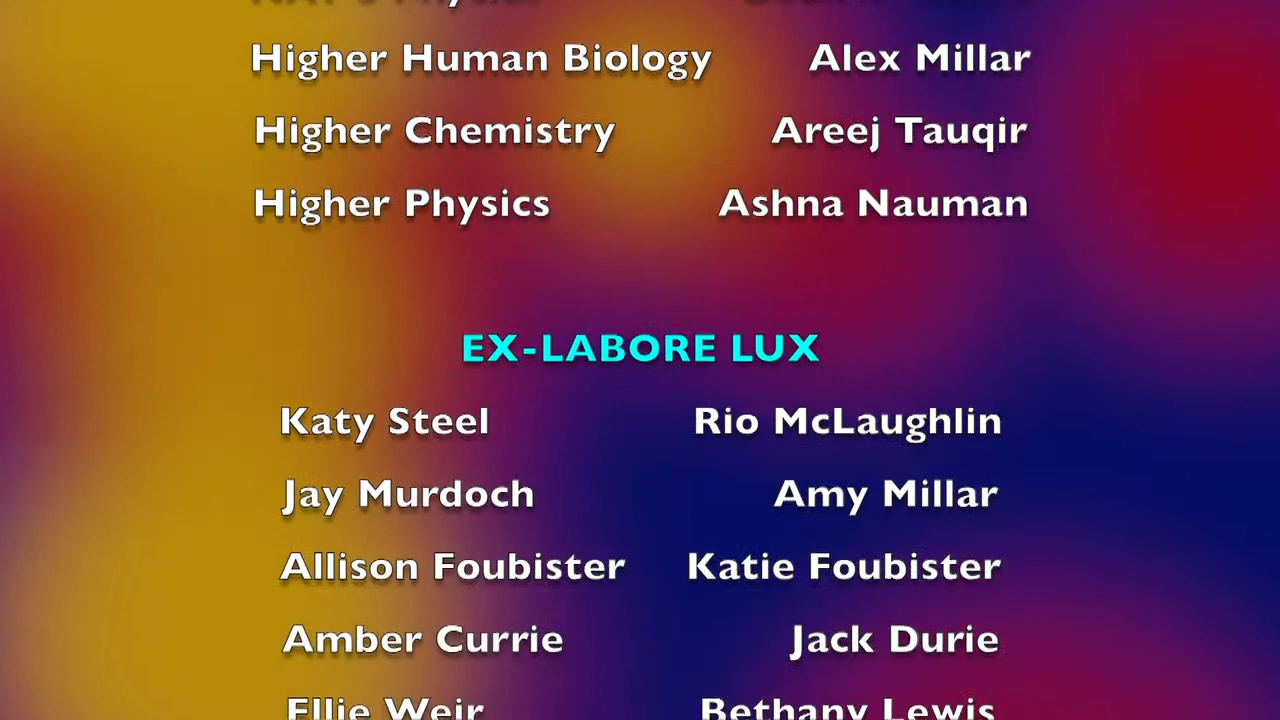 Higher Human Biology Alex Millar
Higher Chemistry Areej Tauqir
Higher Physics Ashna Nauman
EX-LABORE LUX
Katy Steel Rio McLaughlin
Jay Murdoch Amy Millar
Allison Foubister Katie Foubister
Amber Currie Jack Durie
Ellie Weir Bethany Lewis